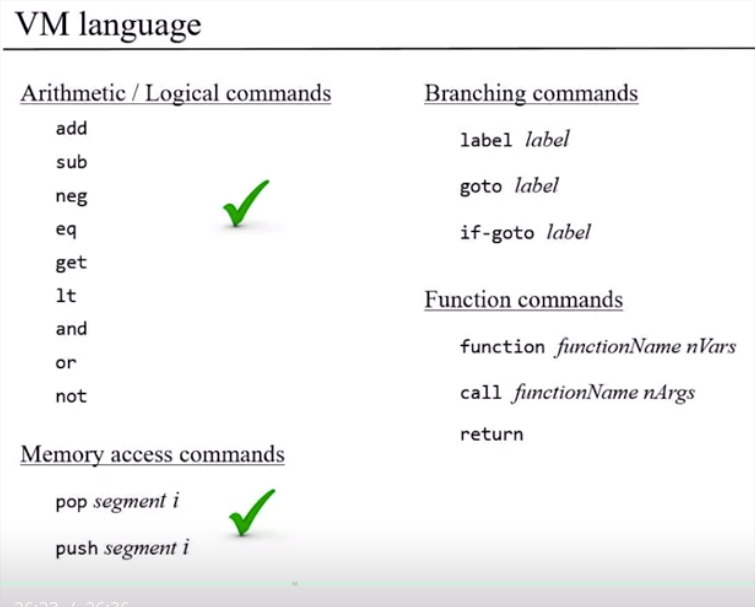 VM language
Arithmetic / Logical commands
add
sub
neg
eq
get
lt
and
or
not
Memory access commands
pop segment i
push segment i
Branching commands
label label
goto label
if-goto label
Function commands
function functionName nVars
call functionName nArgs
return